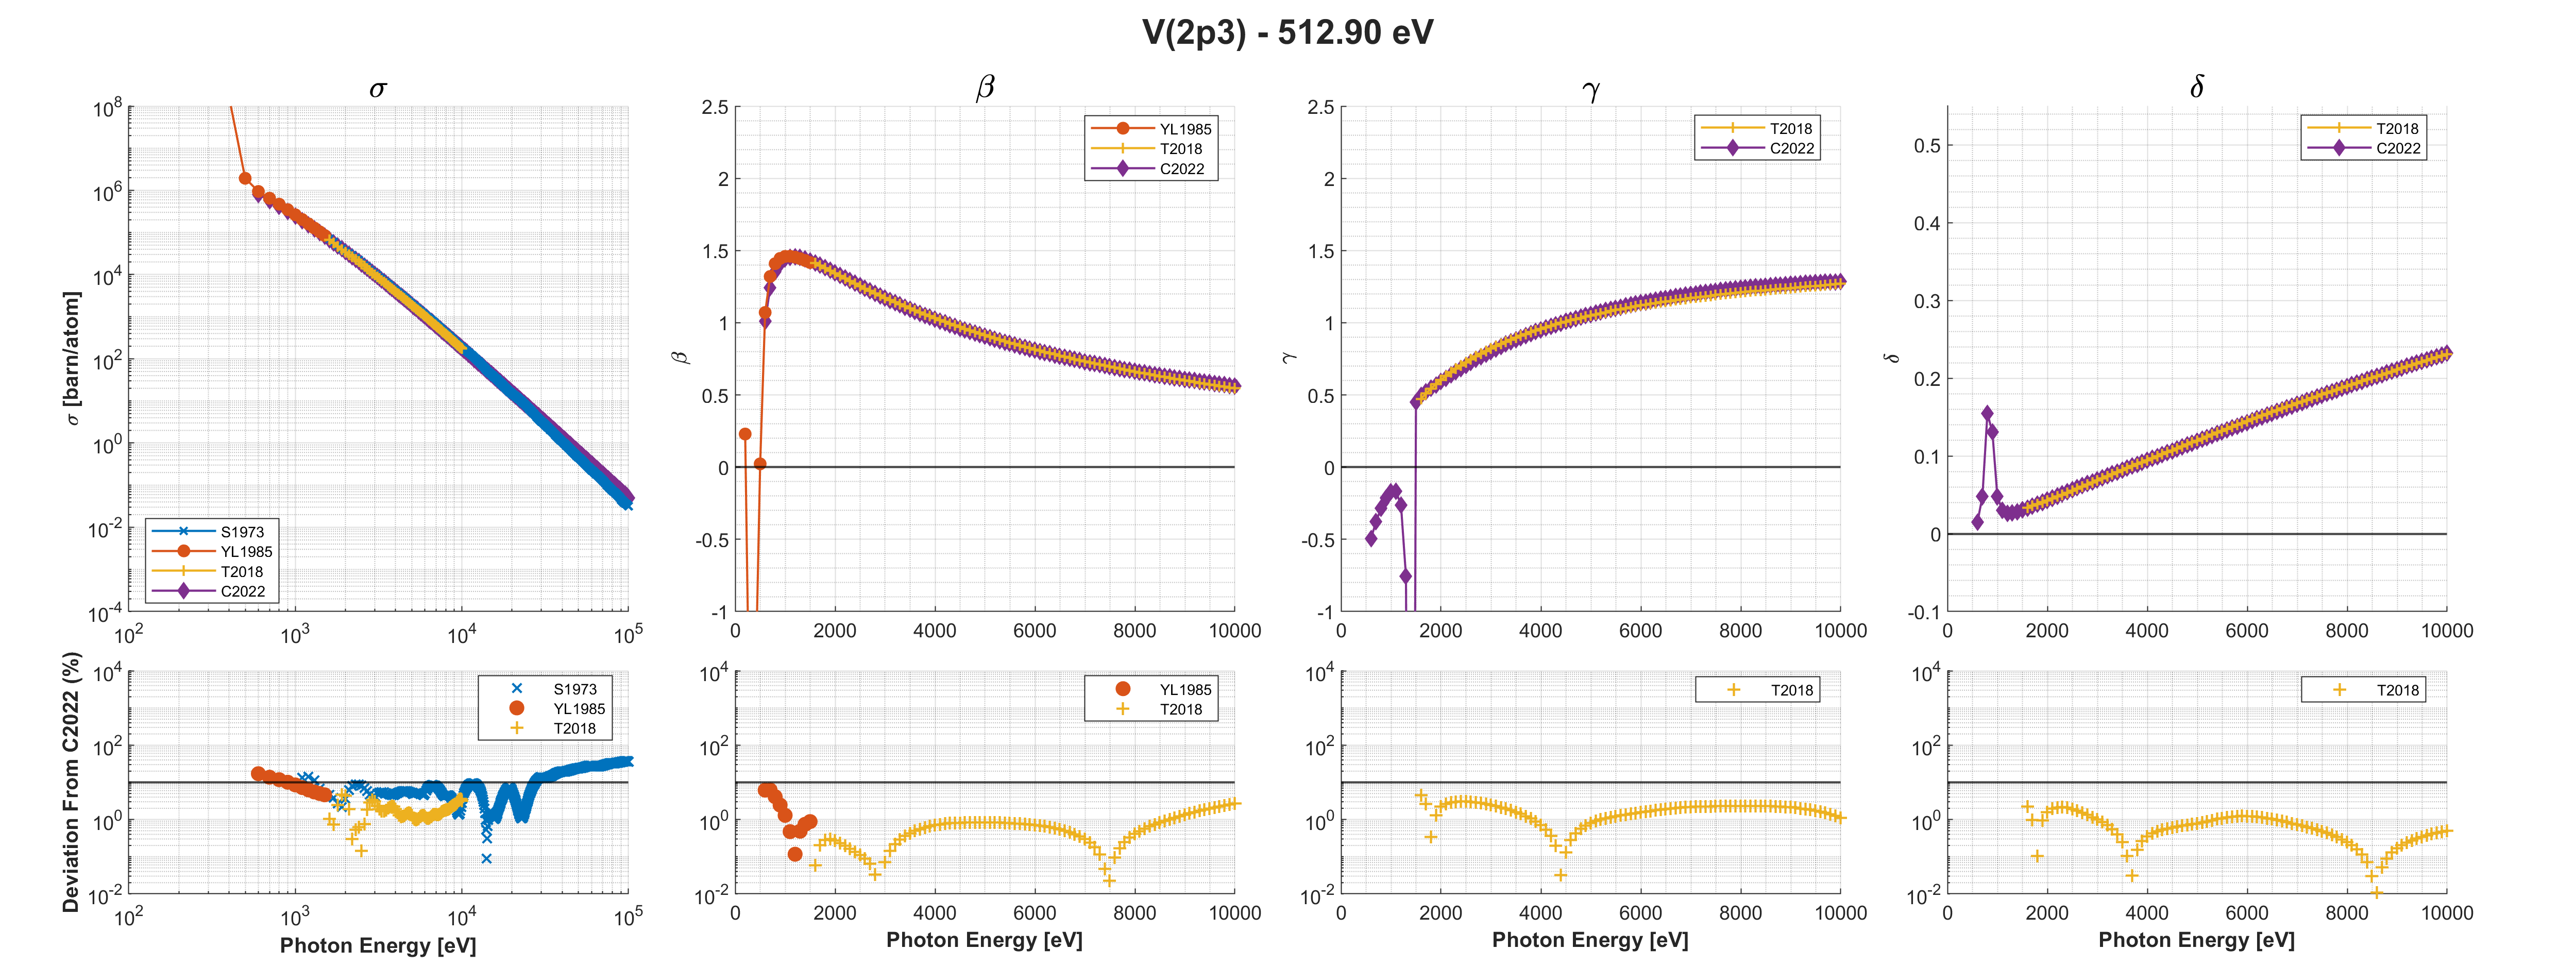 V(2p3) - 512.90 eV
σ
σ [barn/atom]
10^8
10^6
10^4
10^2
10^0
10^-2
10^-4
10^2
10^3
10^4
10^5
S1973
YL1985
T2018
C2022
β
β
2.5
2
1.5
1
0.5
0
-0.5
-1
0
2000
4000
6000
8000
10000
YL1985
T2018
C2022
γ
γ
2.5
2
1.5
1
0.5
0
-0.5
-1
0
2000
4000
6000
8000
10000
T2018
C2022
δ
δ
0.5
0.4
0.3
0.2
0.1
0
-0.1
0
2000
4000
6000
8000
10000
T2018
C2022
Deviation From C2022 (%)
10^4
10^2
10^0
10^-2
10^2
10^3
10^4
10^5
Photon Energy [eV]
S1973
YL1985
T2018
10^4
10^2
10^0
10^-2
0
2000
4000
6000
8000
10000
Photon Energy [eV]
YL1985
T2018
10^4
10^2
10^0
10^-2
0
2000
4000
6000
8000
10000
Photon Energy [eV]
T2018
10^4
10^2
10^0
10^-2
0
2000
4000
6000
8000
10000
Photon Energy [eV]
T2018